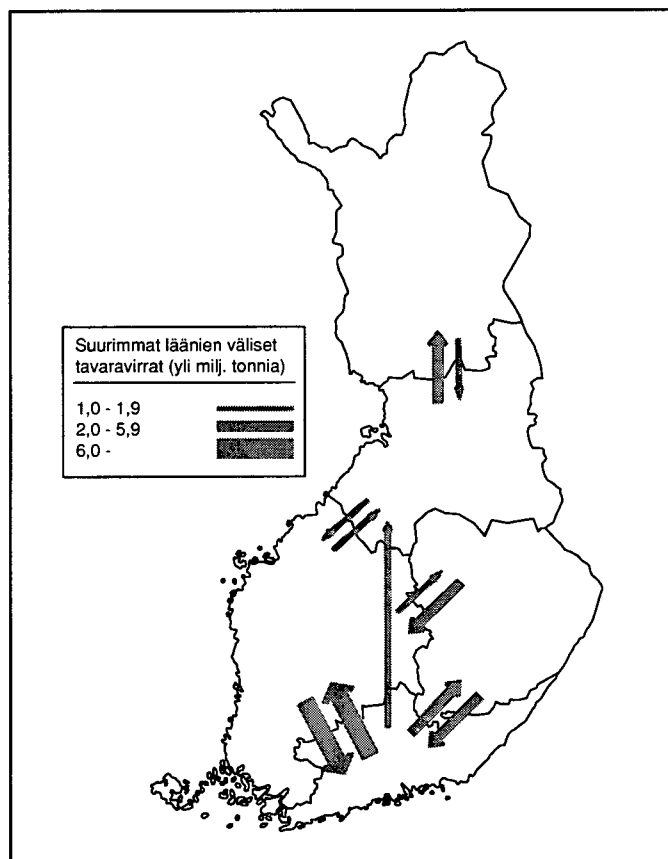 Suurimmat läänien väliset
tavaravirrat (yli milj. tonnia)
1,0 - 1,9
2,0 - 5,9
6,0 -